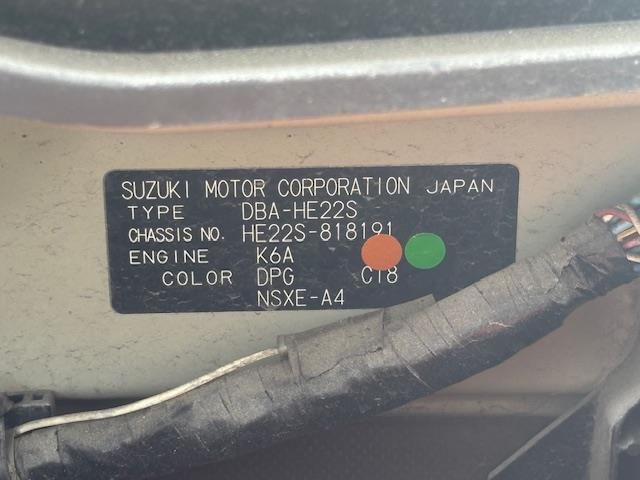 SUZUKI MOTOR CORPORATION JAPAN
TYPE DBA-HE22S
CHASSIS NO. HE22S-818191
ENGINE K6A
COLOR DPG C18
NSXE-A4